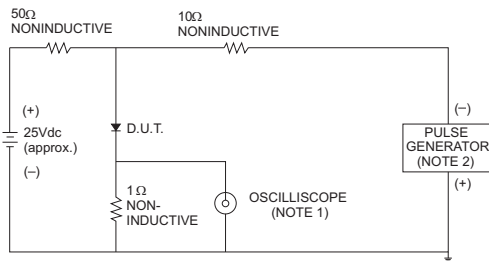 50Ω
NONINDUCTIVE
10Ω
NONINDUCTIVE
(+)
25Vdc
(approx.)
(–)
D.U.T.
1Ω
NON-
INDUCTIVE
OSCILLISCOPE
(NOTE 1)
(–)
PULSE
GENERATOR
(NOTE 2)
(+)